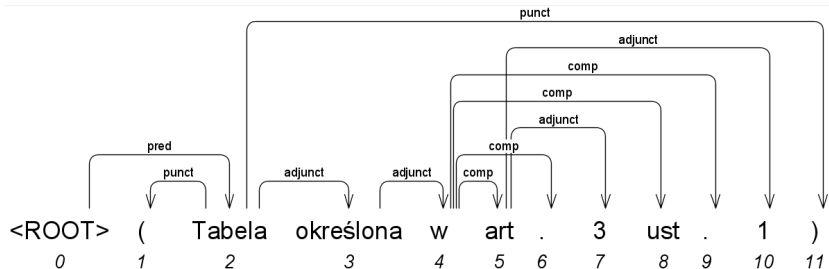 punct
adjunct
comp
comp
adjunct
pred comp
punct adjunct adjunct comp
<ROOT> ( Tabela określona w art . 3 ust . 1 )
0 1 2 3 4 5 6 7 8 9 10 11